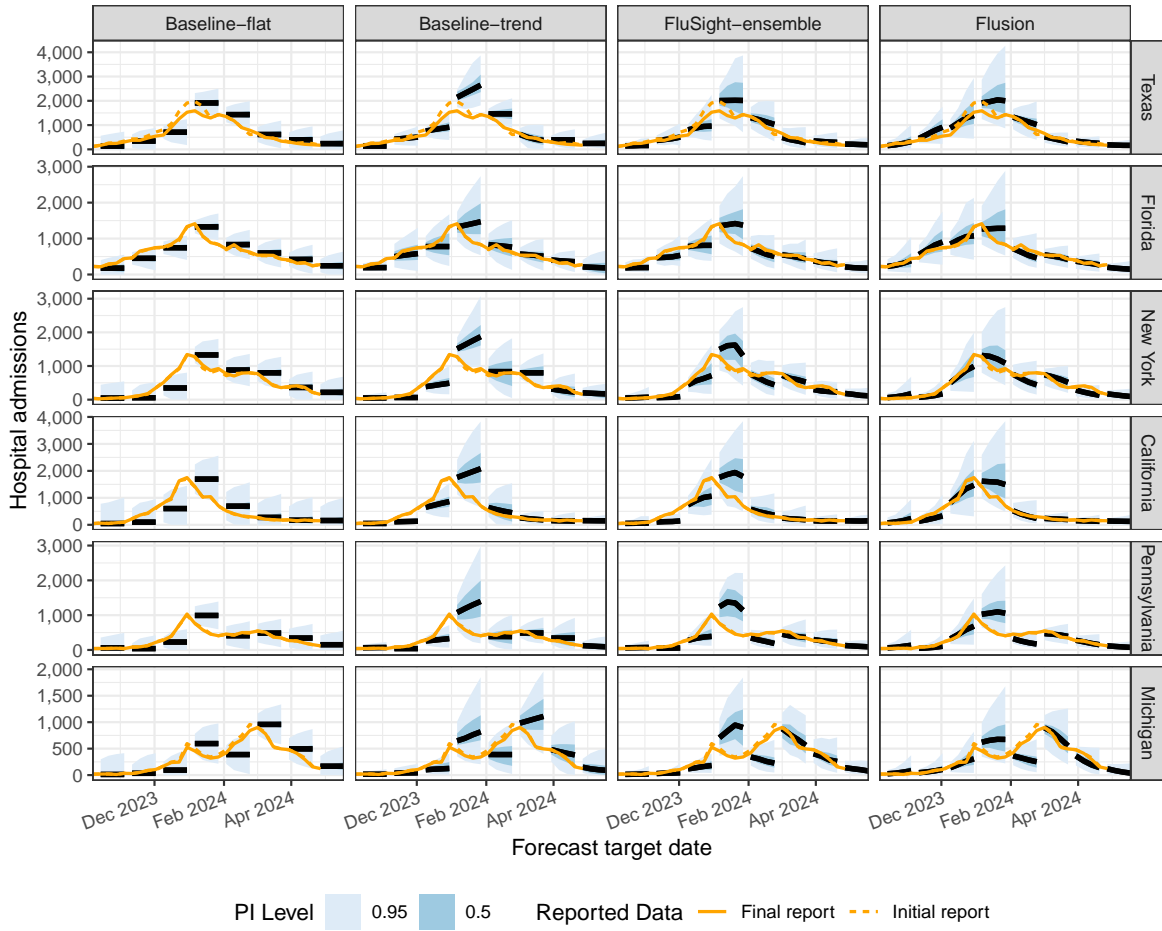 Baseline−flat Baseline−trend FluSight−ensemble Flusion
Hospital admissions
4,000
3,000
2,000
1,000
0
Texas
3,000
2,000
1,000
0
Florida
3,000
2,000
1,000
0
New York
4,000
3,000
2,000
1,000
0
California
3,000
2,000
1,000
0
Pennsylvania
2,000
1,500
1,000
500
0
Michigan
Dec 2023 Feb 2024 Apr 2024 Dec 2023 Feb 2024 Apr 2024 Dec 2023 Feb 2024 Apr 2024 Dec 2023 Feb 2024 Apr 2024
Forecast target date
PI Level 0.95 0.5 Reported Data Final report Initial report